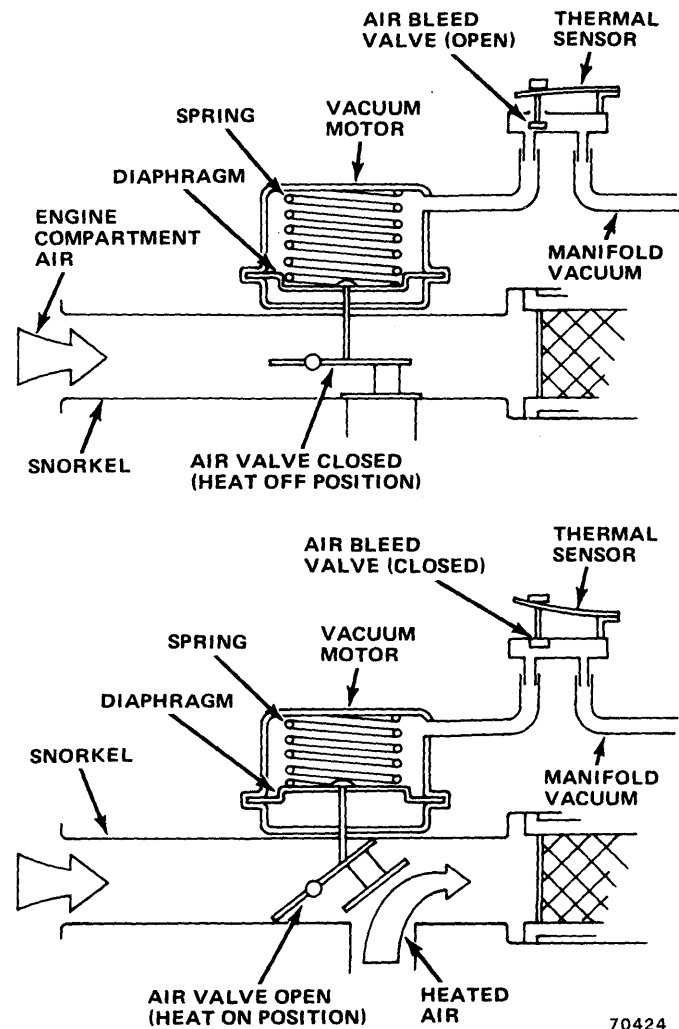 AIR BLEED
VALVE (OPEN)
THERMAL
SENSOR
SPRING
VACUUM
MOTOR
DIAPHRAGM
ENGINE
COMPARTMENT
AIR
MANIFOLD
VACUUM
SNORKEL
AIR VALVE CLOSED
(HEAT OFF POSITION)
AIR BLEED
VALVE (CLOSED)
THERMAL
SENSOR
SPRING
VACUUM
MOTOR
DIAPHRAGM
SNORKEL
MANIFOLD
VACUUM
AIR VALVE OPEN
(HEAT ON POSITION)
HEATED
AIR
70424